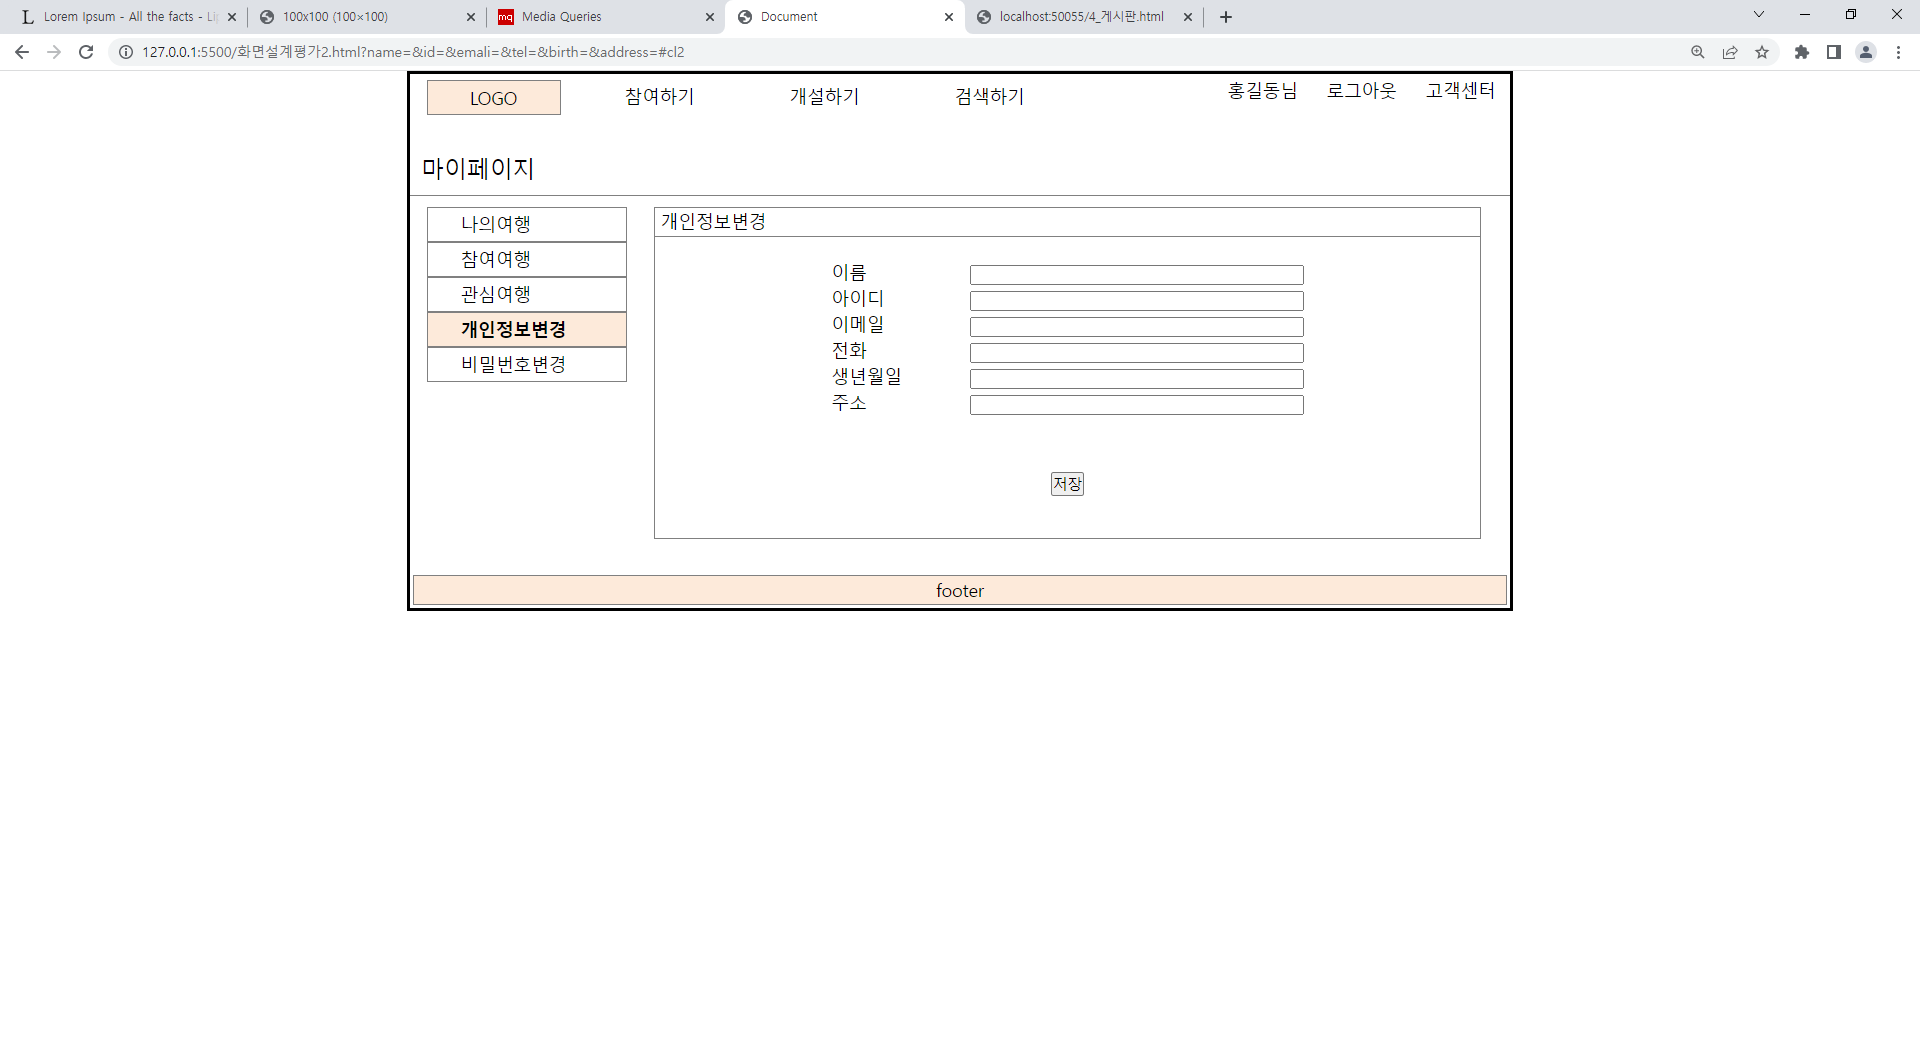 Lorem Ipsum - All the facts - Li
100x100 (100×100)
Media Queries
Document
localhost:50055/4_게시판.html
127.0.0.1:5500/화면설계평가2.html?name=&id=&emali=&tel=&birth=&address=#cl2
LOGO
참여하기
개설하기
검색하기
홍길동님
로그아웃
고객센터
마이페이지
나의여행
참여여행
관심여행
개인정보변경
비밀번호변경
개인정보변경
이름
아이디
이메일
전화
생년월일
주소
저장
footer